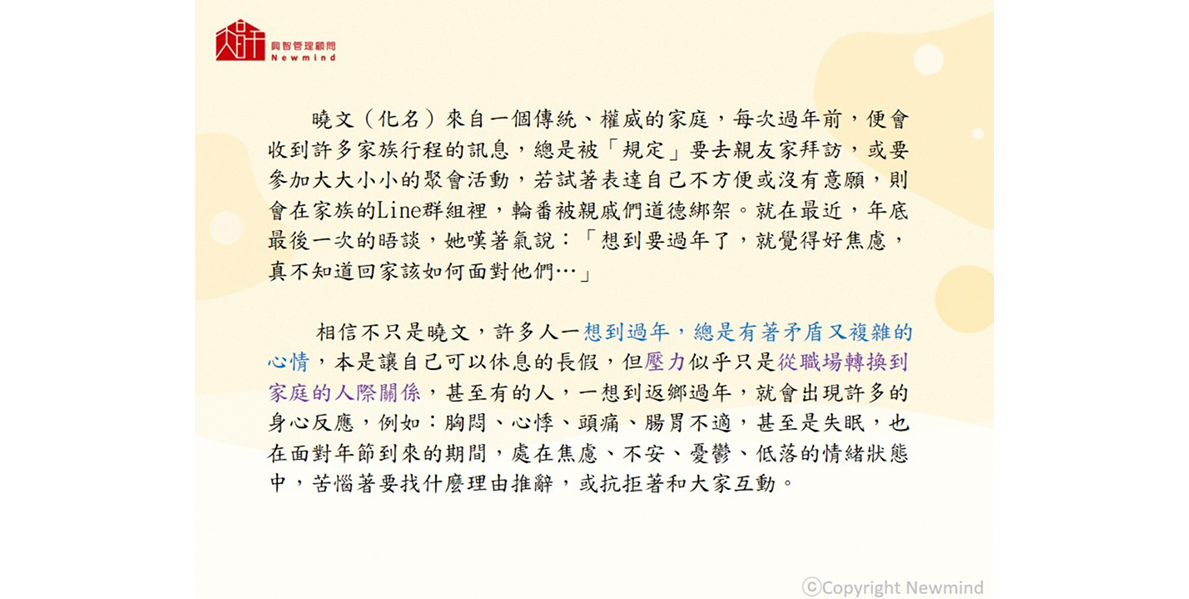 興智管理顧問
Newmind
曉文（化名）來自一個傳統、權威的家庭，每次過年前，便會
收到許多家族行程的訊息，總是被「規定」要去親友家拜訪，或要
參加大大小小的聚會活動，若試著表達自己不方便或沒有意願，則
會在家族的Line群組裡，輪番被親戚們道德綁架。就在最近，年底
最後一次的晤談，她嘆著氣說：「想到要過年了，就覺得好焦慮，
真不知道回家該如何面對他們…」
相信不只是曉文，許多人一想到過年，總是有著矛盾又複雜的
心情，本是讓自己可以休息的長假，但壓力似乎只是從職場轉換到
家庭的人際關係，甚至有的人，一想到返鄉過年，就會出現許多的
身心反應，例如：胸悶、心悸、頭痛、腸胃不適，甚至是失眠，也
在面對年節到來的期間，處在焦慮、不安、憂鬱、低落的情緒狀態
中，苦惱著要找什麼理由推辭，或抗拒著和大家互動。
ⓒCopyright Newmind